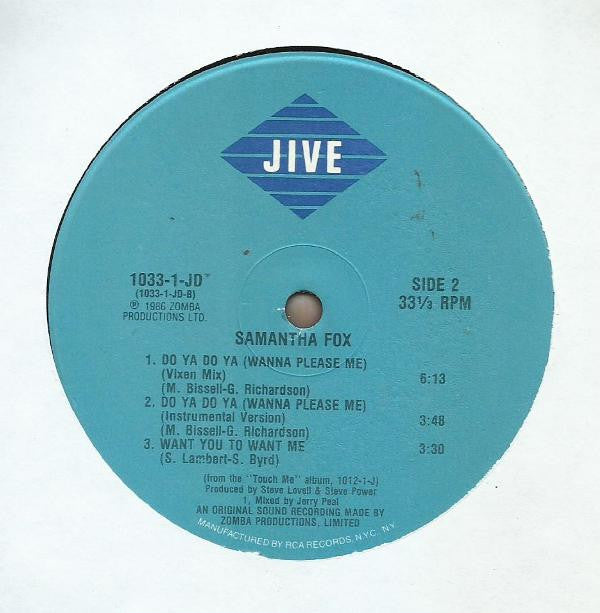 JIVE
1033-1-JD
(1033-1-JD-B)
℗ 1986 ZOMBA
PRODUCTIONS LTD.
SIDE 2
33⅓ RPM
SAMANTHA FOX
1. DO YA DO YA (WANNA PLEASE ME)
(Vixen Mix)
(M. Bissell-G. Richardson) 6:13
2. DO YA DO YA (WANNA PLEASE ME)
(Instrumental Version) 3:48
(M. Bissell-G. Richardson)
3. WANT YOU TO WANT ME 3:30
(S. Lambert-S. Byrd)
(from the "Touch Me" album, 1012-1-J)
Produced by Steve Lovell & Steve Power
1, Mixed by Jerry Peal
AN ORIGINAL SOUND RECORDING MADE BY
ZOMBA PRODUCTIONS, LIMITED
MANUFACTURED BY RCA RECORDS, N.Y.C. N.Y.